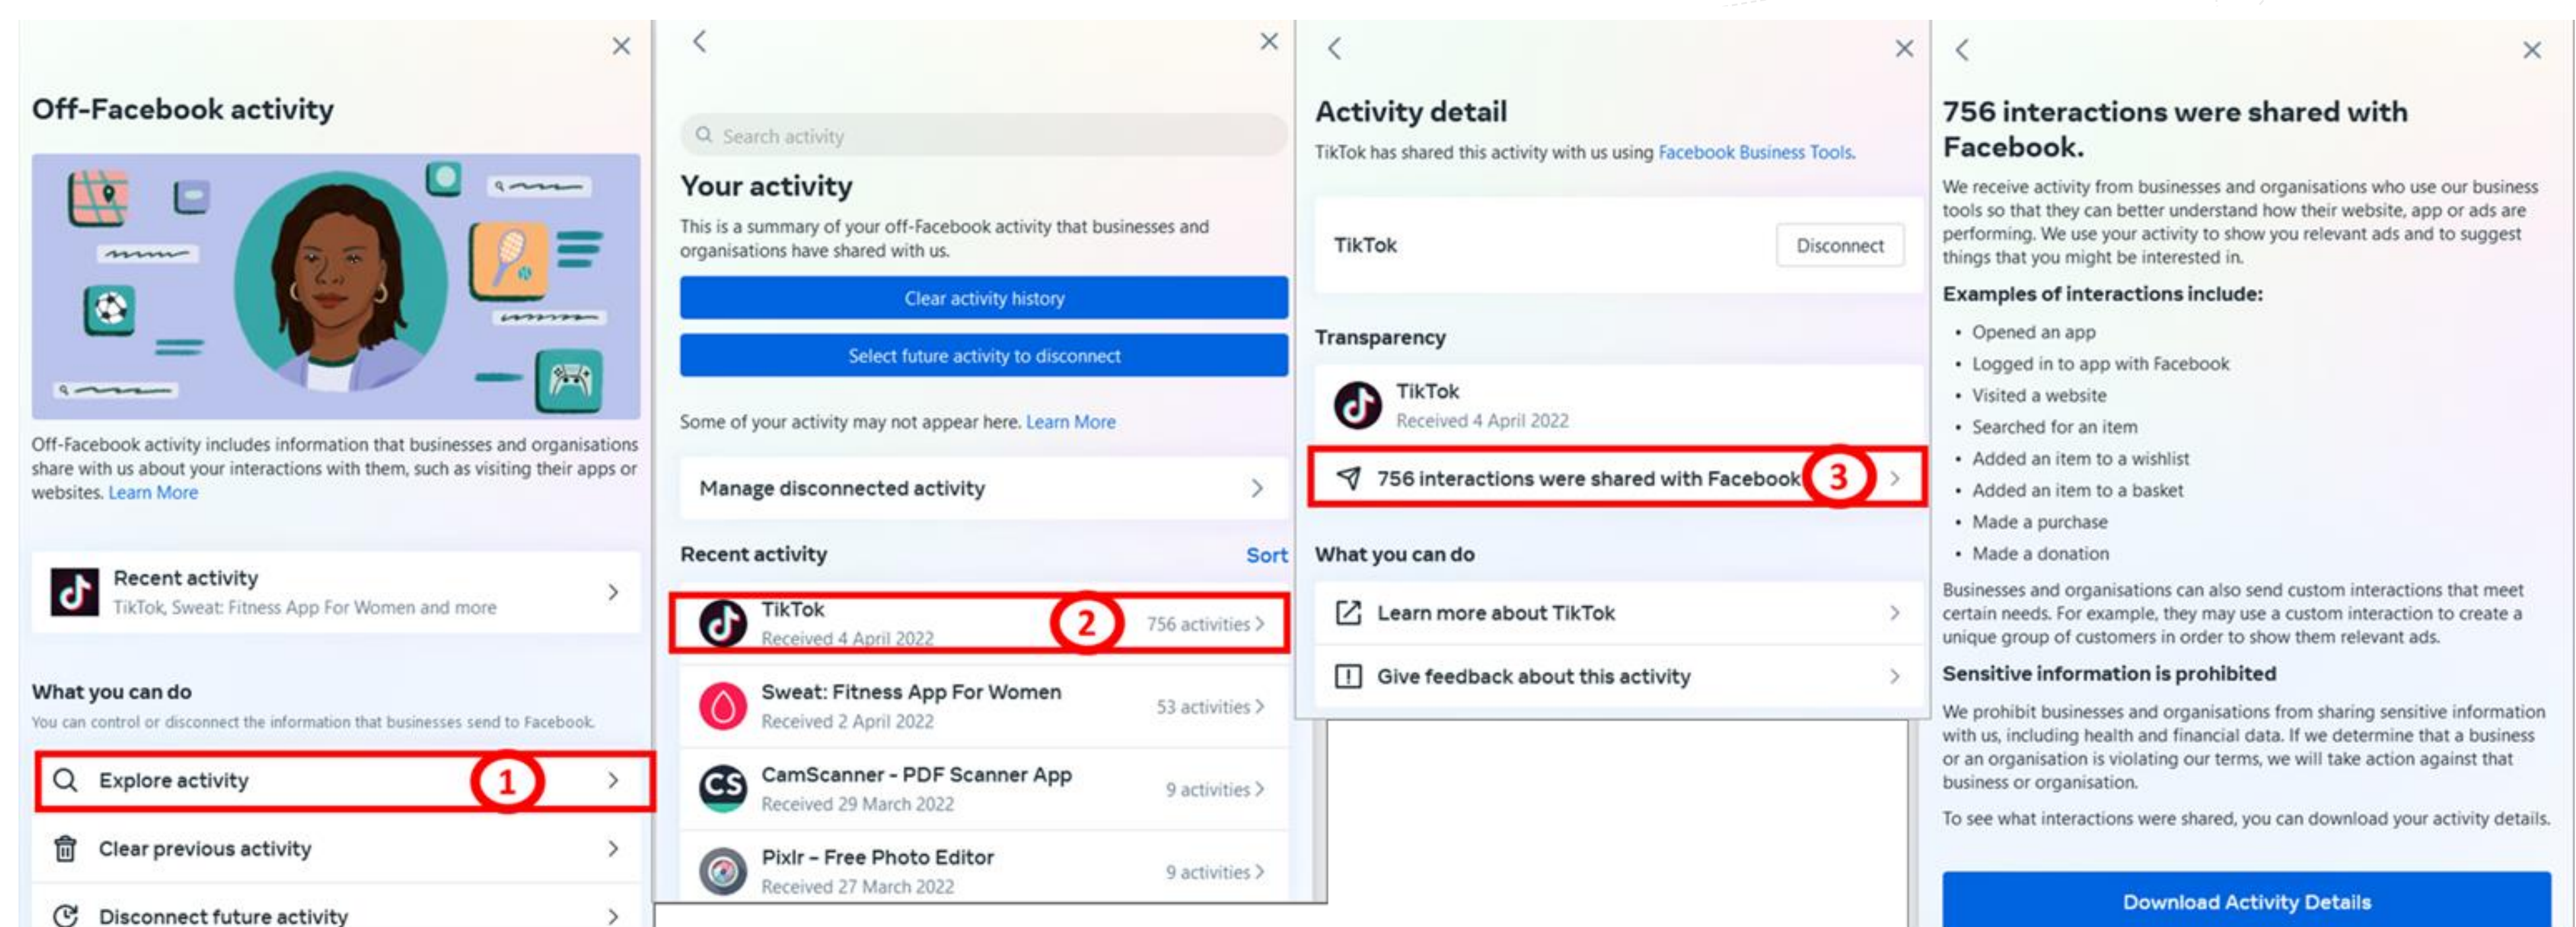 Off-Facebook activity
Off-Facebook activity includes information that businesses and organisations
share with us about your interactions with them, such as visiting their apps or
websites. Learn More
Recent activity
TikTok, Sweat: Fitness App For Women and more
What you can do
You can control or disconnect the information that businesses send to Facebook.
Explore activity
1
Clear previous activity
Disconnect future activity
Search activity
Your activity
This is a summary of your off-Facebook activity that businesses and
organisations have shared with us.
Clear activity history
Select future activity to disconnect
Some of your activity may not appear here. Learn More
Manage disconnected activity
Recent activity
Sort
TikTok
Received 4 April 2022
2
756 activities
Sweat: Fitness App For Women
Received 2 April 2022
53 activities
CS
CamScanner - PDF Scanner App
Received 29 March 2022
9 activities
Pixlr – Free Photo Editor
Received 27 March 2022
9 activities
Activity detail
TikTok has shared this activity with us using Facebook Business Tools.
TikTok
Disconnect
Transparency
TikTok
Received 4 April 2022
756 interactions were shared with Facebook
3
What you can do
Learn more about TikTok
Give feedback about this activity
756 interactions were shared with
Facebook.
We receive activity from businesses and organisations who use our business
tools so that they can better understand how their website, app or ads are
performing. We use your activity to show you relevant ads and to suggest
things that you might be interested in.
Examples of interactions include:
• Opened an app
• Logged in to app with Facebook
• Visited a website
• Searched for an item
• Added an item to a wishlist
• Added an item to a basket
• Made a purchase
• Made a donation
Businesses and organisations can also send custom interactions that meet
certain needs. For example, they may use a custom interaction to create a
unique group of customers in order to show them relevant ads.
Sensitive information is prohibited
We prohibit businesses and organisations from sharing sensitive information
with us, including health and financial data. If we determine that a business
or an organisation is violating our terms, we will take action against that
business or organisation.
To see what interactions were shared, you can download your activity details.
Download Activity Details